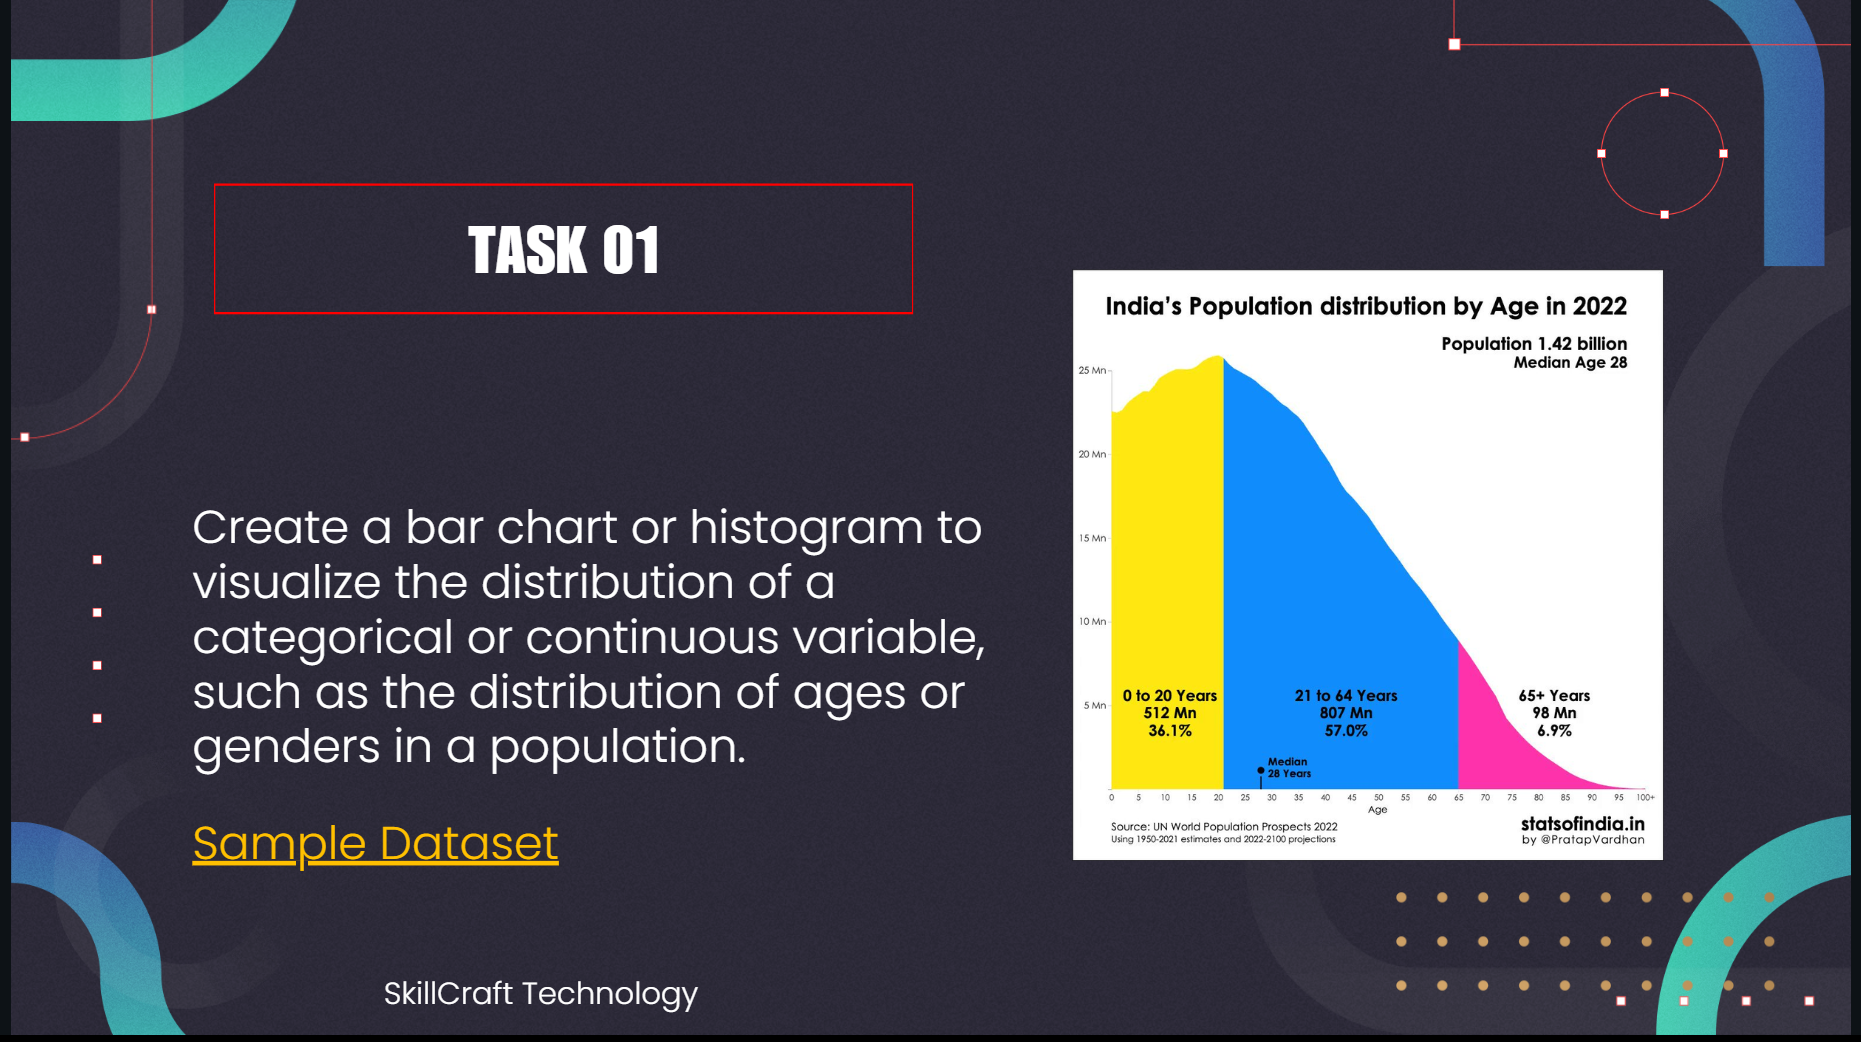 TASK 01
Create a bar chart or histogram to
visualize the distribution of a
categorical or continuous variable,
such as the distribution of ages or
genders in a population.
Sample Dataset
SkillCraft Technology
India's Population distribution by Age in 2022
Population 1.42 billion
Median Age 28
25 Mn
20 Mn
15 Mn
10 Mn
5 Mn
0 to 20 Years
512 Mn
36.1%
21 to 64 Years
807 Mn
57.0%
65+ Years
98 Mn
6.9%
Median
28 Years
0 5 10 15 20 25 30 35 40 45 50 55 60 65 70 75 80 85 90 95 100+
Age
Source: UN World Population Prospects 2022
Using 1950-2021 estimates and 2022-2100 projections
statsofindia.in
by @PratapVardhan